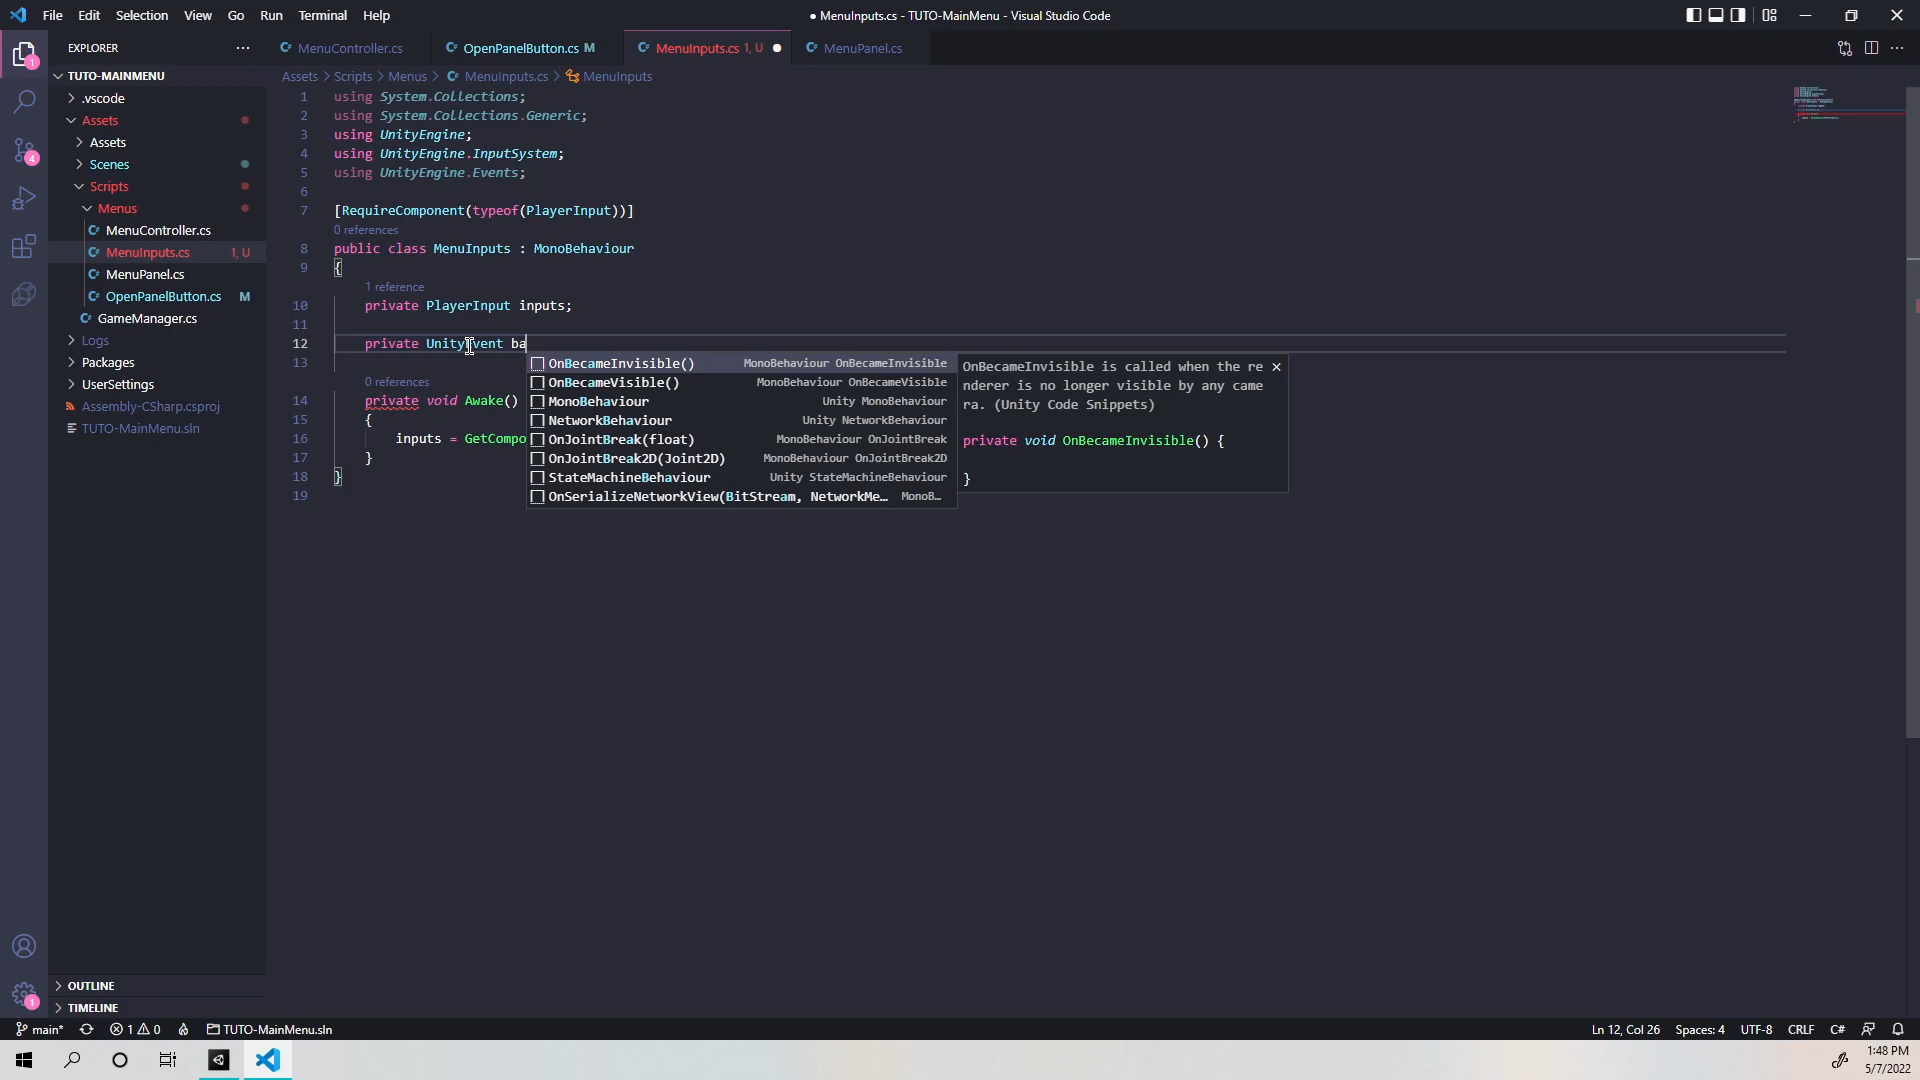 File Edit Selection View Go Run Terminal Help
● MenuInputs.cs - TUTO-MainMenu - Visual Studio Code
EXPLORER
MenuController.cs
OpenPanelButton.cs M
MenuInputs.cs 1, U
MenuPanel.cs
TUTO-MAINMENU
.vscode
Assets
Assets
Scenes
Scripts
Menus
MenuController.cs
MenuInputs.cs 1, U
MenuPanel.cs
OpenPanelButton.cs M
GameManager.cs
Logs
Packages
UserSettings
Assembly-CSharp.csproj
TUTO-MainMenu.sln
OUTLINE
TIMELINE
1
4
1
Assets > Scripts > Menus > MenuInputs.cs > MenuInputs
1 using System.Collections;
2 using System.Collections.Generic;
3 using UnityEngine;
4 using UnityEngine.InputSystem;
5 using UnityEngine.Events;
6
7 [RequireComponent(typeof(PlayerInput))]
0 references
8 public class MenuInputs : MonoBehaviour
9 {
1 reference
10 private PlayerInput inputs;
11
12 private UnityEvent ba
13
0 references
14 private void Awake()
15 {
16 inputs = GetCompo
17 }
18 }
19
OnBecameInvisible() MonoBehaviour OnBecameInvisible
OnBecameVisible() MonoBehaviour OnBecameVisible
MonoBehaviour Unity MonoBehaviour
NetworkBehaviour Unity NetworkBehaviour
OnJointBreak(float) MonoBehaviour OnJointBreak
OnJointBreak2D(Joint2D) MonoBehaviour OnJointBreak2D
StateMachineBehaviour Unity StateMachineBehaviour
OnSerializeNetworkView(BitStream, NetworkMe… MonoB…
OnBecameInvisible is called when the re
nderer is no longer visible by any came
ra. (Unity Code Snippets)
private void OnBecameInvisible() {
}
main* 1 0 TUTO-MainMenu.sln
Ln 12, Col 26 Spaces: 4 UTF-8 CRLF C#
1:48 PM
5/7/2022